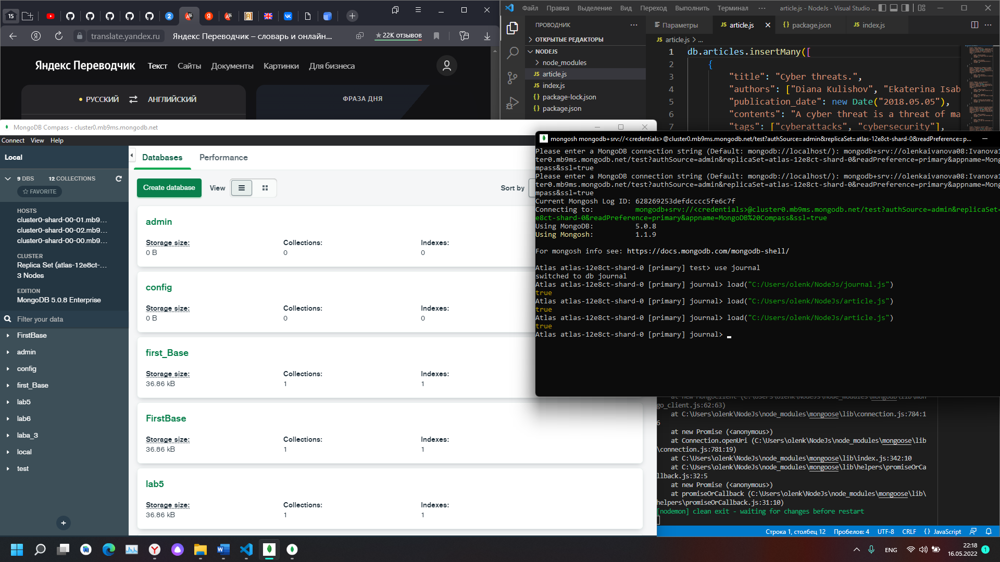 15
2
translate.yandex.ru
Яндекс Переводчик – словарь и онлайн...
★22K отзывов
Яндекс Переводчик
Текст
Сайты
Документы
Картинки
Для бизнеса
РУССКИЙ
АНГЛИЙСКИЙ
ФРАЗА ДНЯ
Файл Правка Выделение Вид Переход Выполнить Терминал ···
article.js - NodeJs - Visual Studio ...
ПРОВОДНИК
ОТКРЫТЫЕ РЕДАКТОРЫ
NODEJS
node_modules
JS article.js
JS index.js
{} package-lock.json
{} package.json
Параметры
JS article.js
{} package.json
JS index.js
JS article.js > ...
1 db.articles.insertMany([
2 {
3 "title": "Cyber threats.",
4 "authors": ["Diana Kulishov", "Ekaterina Isab
5 "publication_date": new Date("2018.05.05"),
6 "contents": "A cyber threat is a threat of ma
7 "tags": ["cyberattacks", "cybersecurity"],
MongoDB Compass - cluster0.mb9ms.mongodb.net
Connect View Help
Local
9 DBS 12 COLLECTIONS
FAVORITE
HOSTS
cluster0-shard-00-01.mb9...
cluster0-shard-00-02.mb9...
cluster0-shard-00-00.mb9...
CLUSTER
Replica Set (atlas-12e8ct-...
3 Nodes
EDITION
MongoDB 5.0.8 Enterprise
Filter your data
FirstBase
admin
config
first_Base
lab5
lab6
laba_3
local
test
+
Databases
Performance
Create database
View
Sort by
admin
Storage size: Collections: Indexes:
0 B 0 0
config
Storage size: Collections: Indexes:
0 B 0 0
first_Base
Storage size: Collections: Indexes:
36.86 kB 1 1
FirstBase
Storage size: Collections: Indexes:
36.86 kB 1 1
lab5
Storage size: Collections: Indexes:
36.86 kB 1 1
mongosh mongodb+srv://<credentials>@cluster0.mb9ms.mongodb.net/test?authSource=admin&replicaSet=atlas-12e8ct-shard-0&readPreference=p...
Please enter a MongoDB connection string (Default: mongodb://localhost/): mongodb+srv://olenkaivanova08:Ivanova1
ter0.mb9ms.mongodb.net/test?authSource=admin&replicaSet=atlas-12e8ct-shard-0&readPreference=primary&appname=Mon
mpass&ssl=true
Please enter a MongoDB connection string (Default: mongodb://localhost/): mongodb+srv://olenkaivanova08:Ivanova1
ter0.mb9ms.mongodb.net/test?authSource=admin&replicaSet=atlas-12e8ct-shard-0&readPreference=primary&appname=Mon
mpass&ssl=true
Current Mongosh Log ID: 628269253defdcccc5fe6c7f
Connecting to: mongodb+srv://<credentials>@cluster0.mb9ms.mongodb.net/test?authSource=admin&replicaSet=
e8ct-shard-0&readPreference=primary&appname=MongoDB%20Compass&ssl=true
Using MongoDB: 5.0.8
Using Mongosh: 1.1.9
For mongosh info see: https://docs.mongodb.com/mongodb-shell/
Atlas atlas-12e8ct-shard-0 [primary] test> use journal
switched to db journal
Atlas atlas-12e8ct-shard-0 [primary] journal> load("C:/Users/olenk/NodeJs/journal.js")
true
Atlas atlas-12e8ct-shard-0 [primary] journal> load("C:/Users/olenk/NodeJs/article.js")
true
Atlas atlas-12e8ct-shard-0 [primary] journal> load("C:/Users/olenk/NodeJs/article.js")
true
Atlas atlas-12e8ct-shard-0 [primary] journal>
at new MongoClient (C:\Users\olenk\NodeJs\node_modules\mongodb\lib\mon
go_client.js:62:63)
at C:\Users\olenk\NodeJs\node_modules\mongoose\lib\connection.js:784:1
6
at new Promise (<anonymous>)
at Connection.openUri (C:\Users\olenk\NodeJs\node_modules\mongoose\lib
\connection.js:781:19)
at C:\Users\olenk\NodeJs\node_modules\mongoose\lib\index.js:342:10
at C:\Users\olenk\NodeJs\node_modules\mongoose\lib\helpers\promiseOrCa
llback.js:32:5
at new Promise (<anonymous>)
at promiseOrCallback (C:\Users\olenk\NodeJs\node_modules\mongoose\lib\
helpers\promiseOrCallback.js:31:10)
[nodemon] clean exit - waiting for changes before restart
Строка 1, столбец 12 Пробелов: 4 UTF-8 CRLF {} JavaScript
ENG
22:18
16.05.2022
1